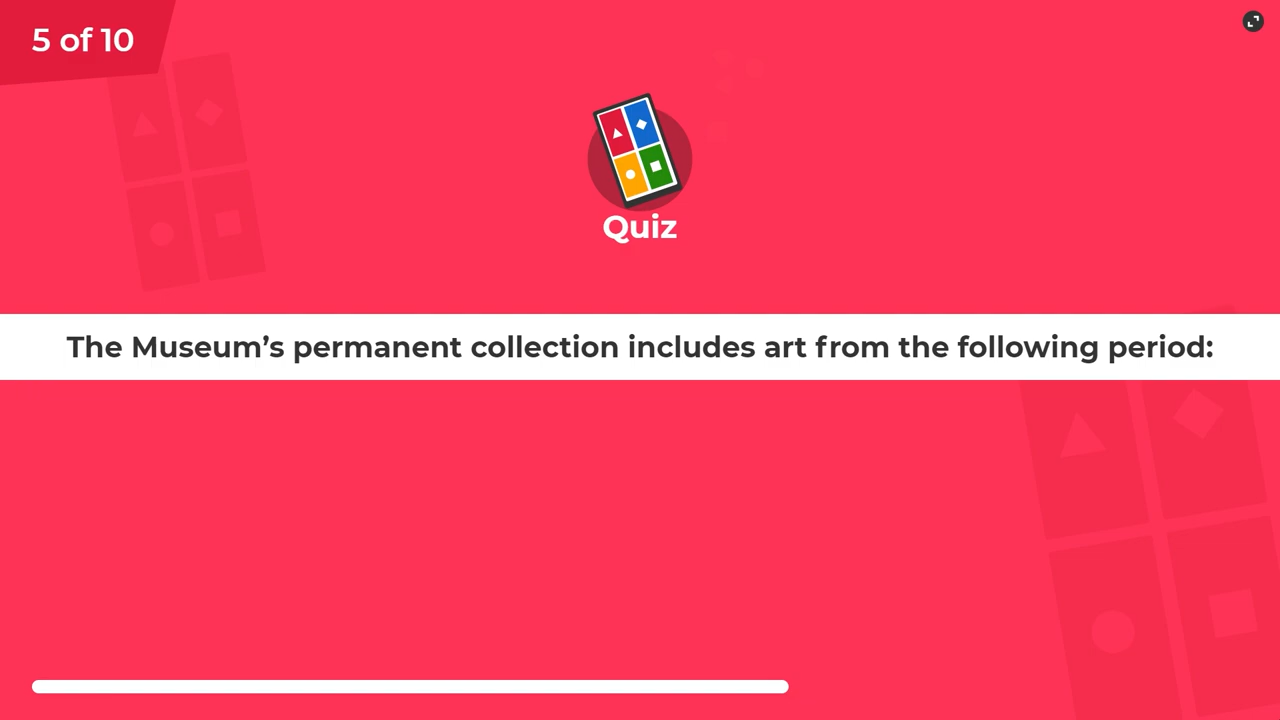 5 of 10
Quiz
The Museum’s permanent collection includes art from the following period: